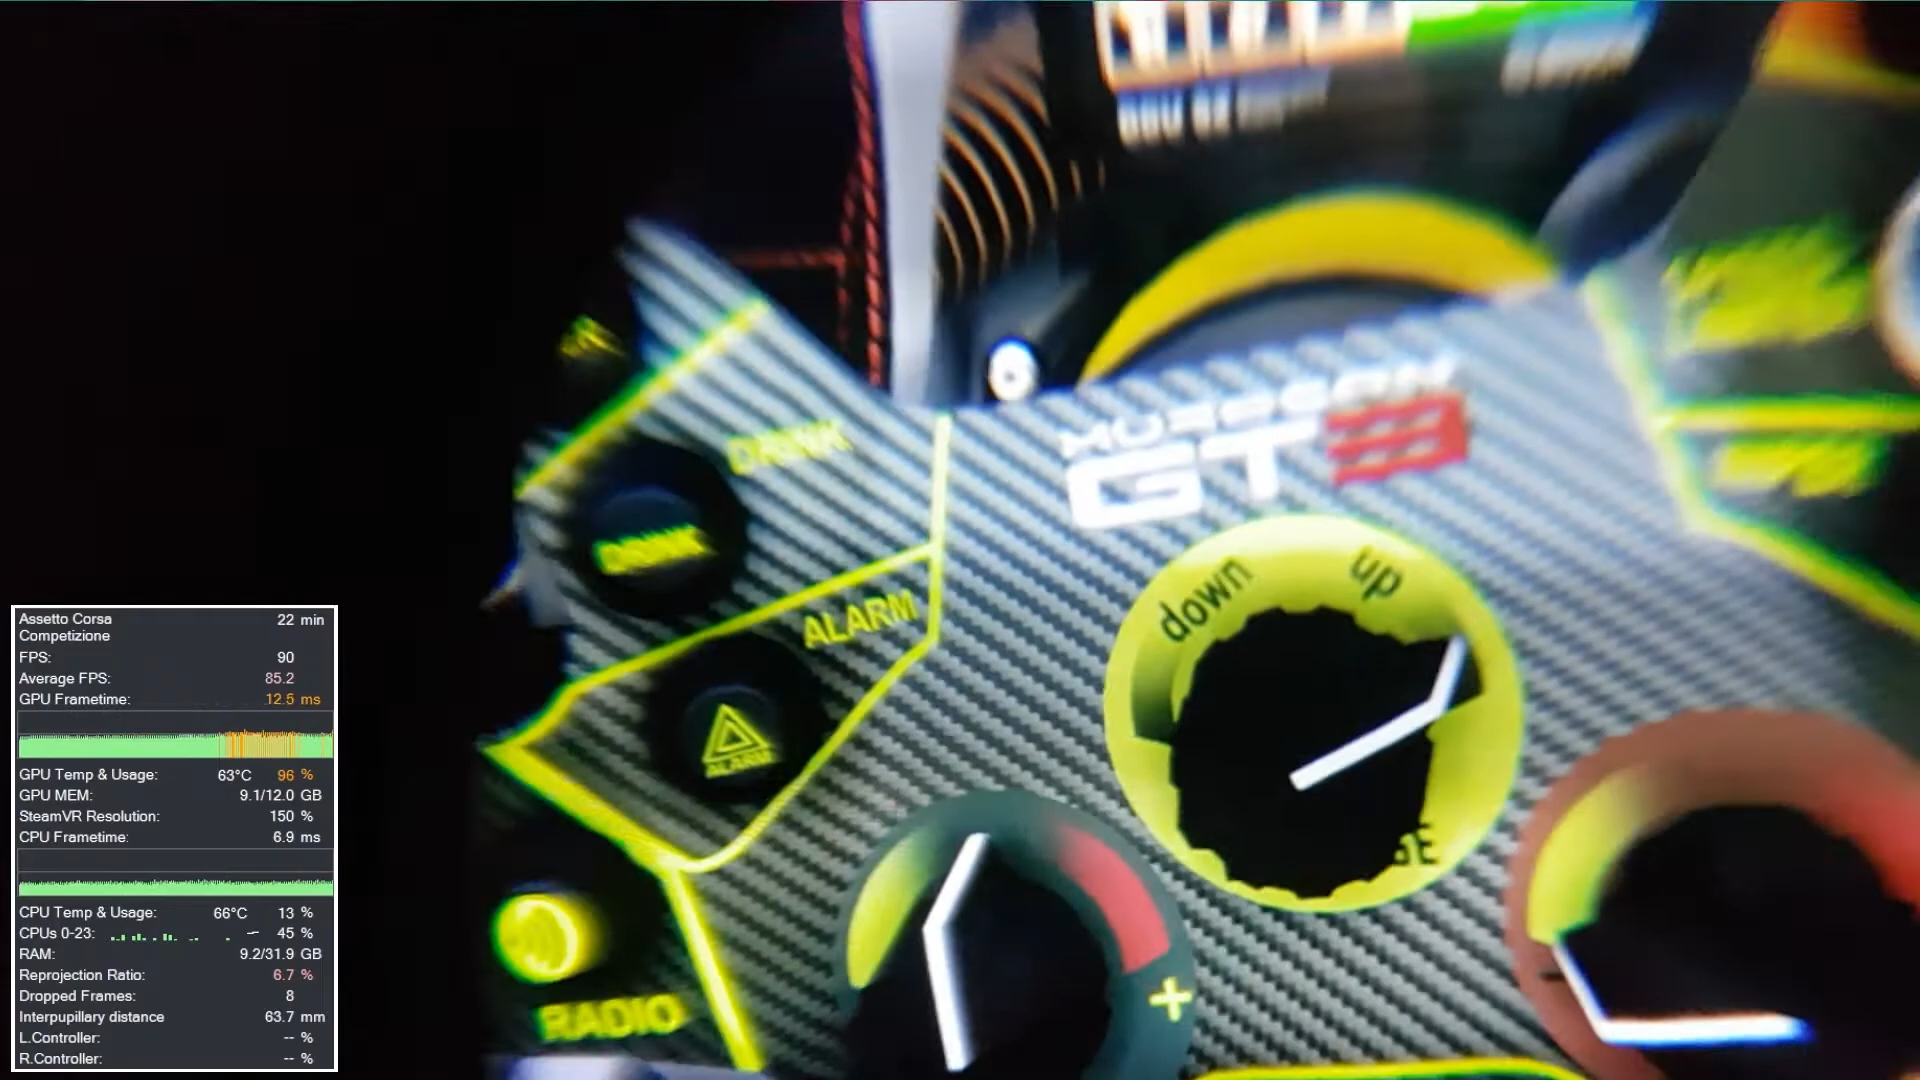 DRINK
DRINK
HURACAN
GT3
down
up
ALARM
ALARM
RADIO
+
Assetto Corsa
Competizione
22 min
FPS: 90
Average FPS: 85.2
GPU Frametime: 12.5 ms
GPU Temp & Usage: 63°C 96 %
GPU MEM: 9.1/12.0 GB
SteamVR Resolution: 150 %
CPU Frametime: 6.9 ms
CPU Temp & Usage: 66°C 13 %
CPUs 0-23: 45 %
RAM: 9.2/31.9 GB
Reprojection Ratio: 6.7 %
Dropped Frames: 8
Interpupillary distance 63.7 mm
L.Controller: -- %
R.Controller: -- %